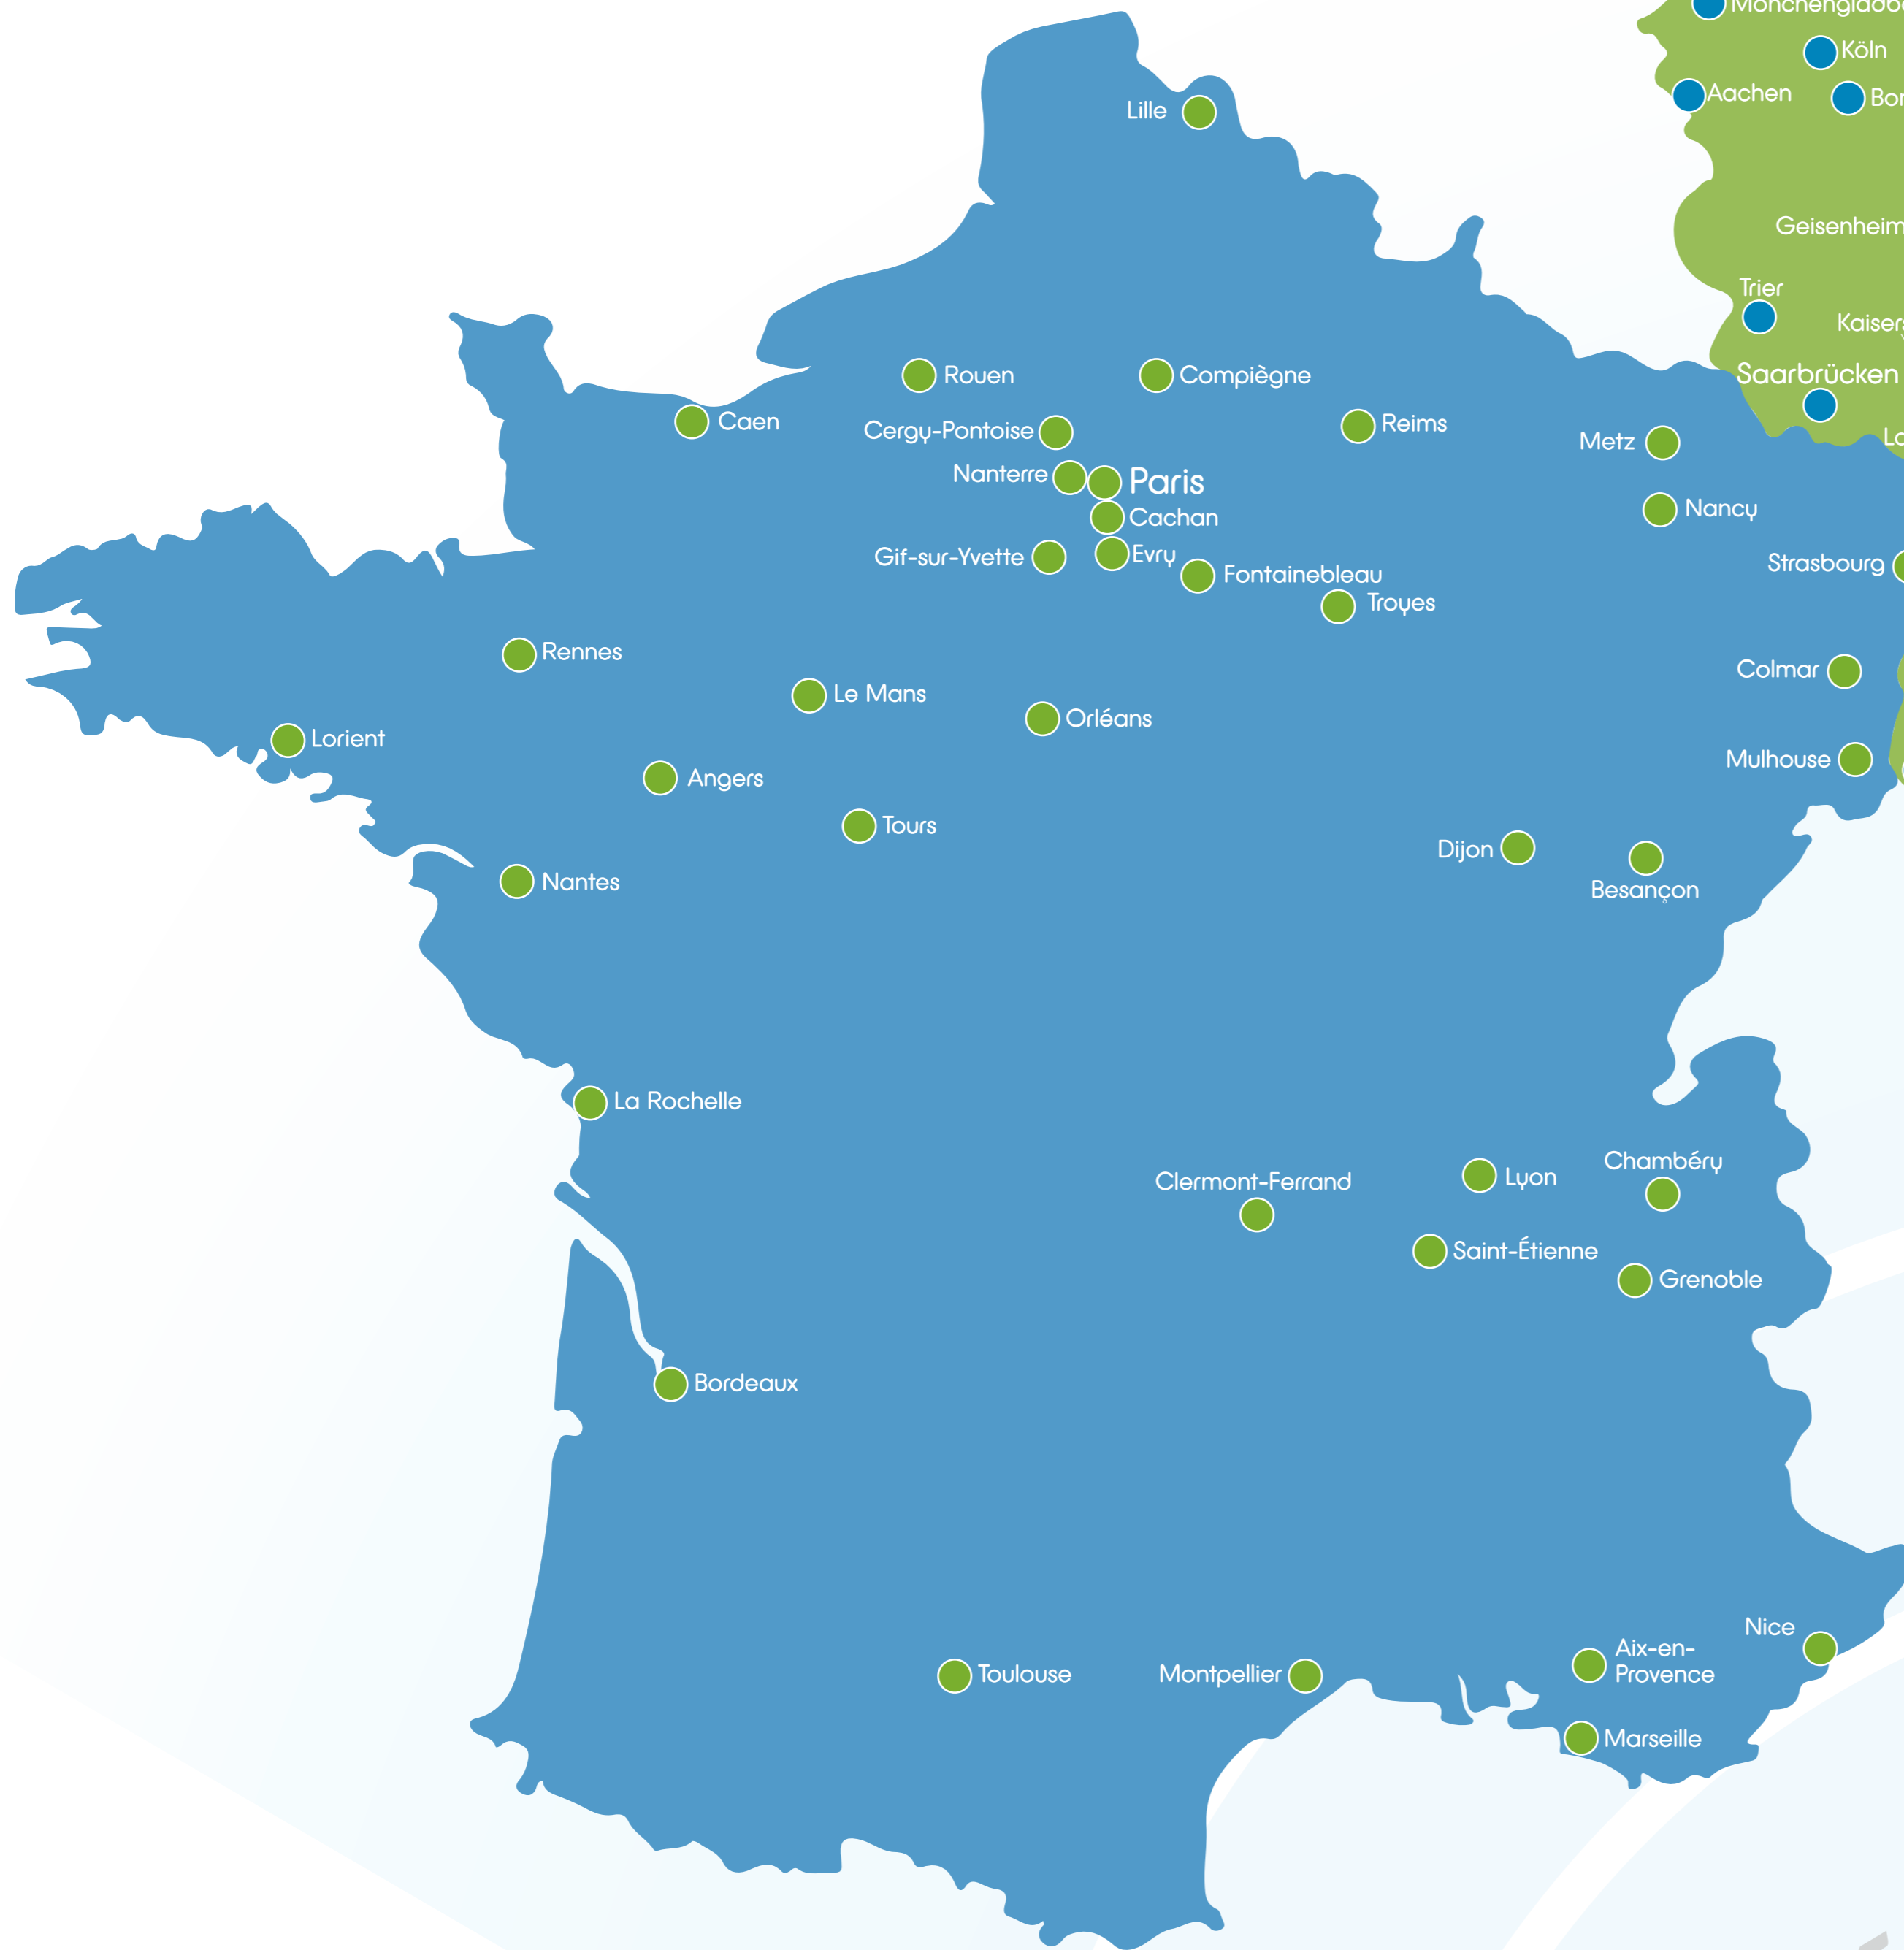 Köln
Aachen
Lille
Geisenheim
Trier
Saarbrücken
Rouen
Compiègne
Caen
Cergy-Pontoise
Reims
Metz
Nanterre
Paris
Cachan
Nancy
Gif-sur-Yvette
Evry
Fontainebleau
Strasbourg
Troyes
Rennes
Colmar
Le Mans
Orléans
Lorient
Mulhouse
Angers
Tours
Dijon
Nantes
Besançon
La Rochelle
Chambéry
Clermont-Ferrand
Lyon
Saint-Étienne
Grenoble
Bordeaux
Nice
Aix-en-
Provence
Toulouse
Montpellier
Marseille